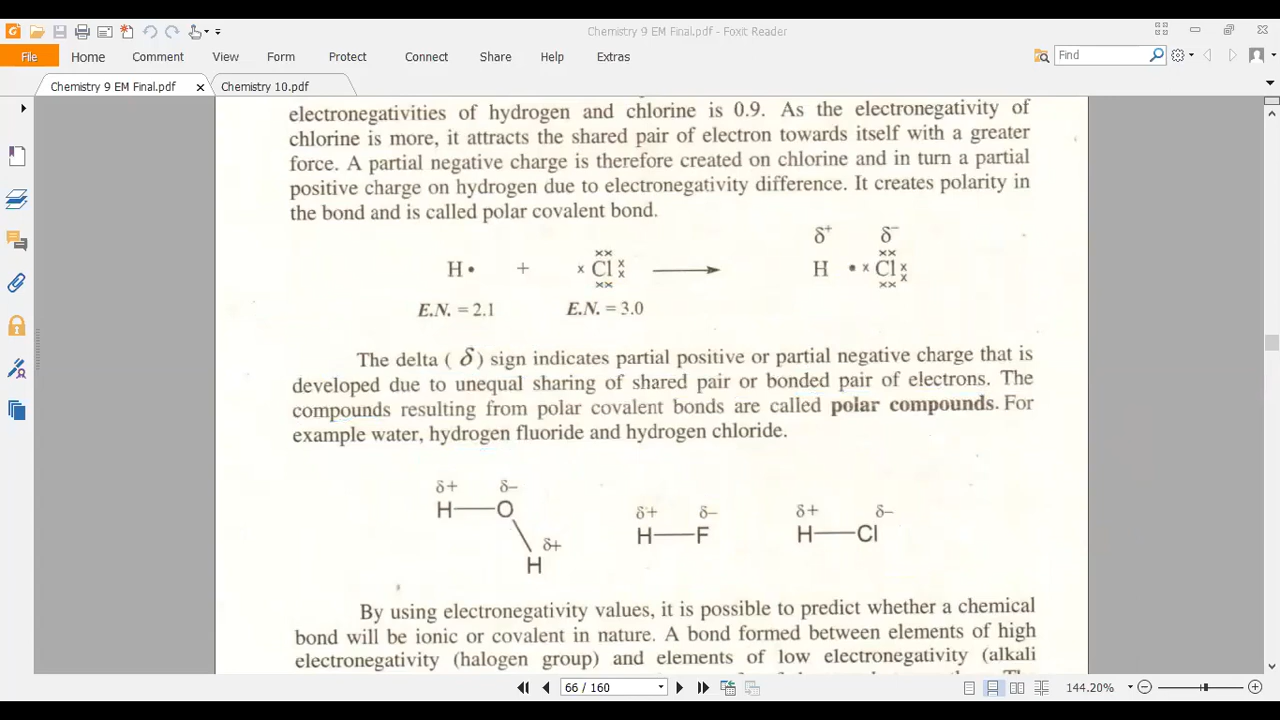 Chemistry 9 EM Final.pdf - Foxit Reader
File Home Comment View Form Protect Connect Share Help Extras Find
Chemistry 9 EM Final.pdf Chemistry 10.pdf
electronegativities of hydrogen and chlorine is 0.9. As the electronegativity of
chlorine is more, it attracts the shared pair of electron towards itself with a greater
force. A partial negative charge is therefore created on chlorine and in turn a partial
positive charge on hydrogen due to electronegativity difference. It creates polarity in
the bond and is called polar covalent bond.
δ⁺ δ⁻
H • + Cl H • Cl
E.N. = 2.1 E.N. = 3.0
The delta ( δ ) sign indicates partial positive or partial negative charge that is
developed due to unequal sharing of shared pair or bonded pair of electrons. The
compounds resulting from polar covalent bonds are called polar compounds. For
example water, hydrogen fluoride and hydrogen chloride.
δ+ δ–
H O
δ+
H
δ+ δ–
H F
δ+ δ–
H Cl
By using electronegativity values, it is possible to predict whether a chemical
bond will be ionic or covalent in nature. A bond formed between elements of high
electronegativity (halogen group) and elements of low electronegativity (alkali
66 / 160
144.20%